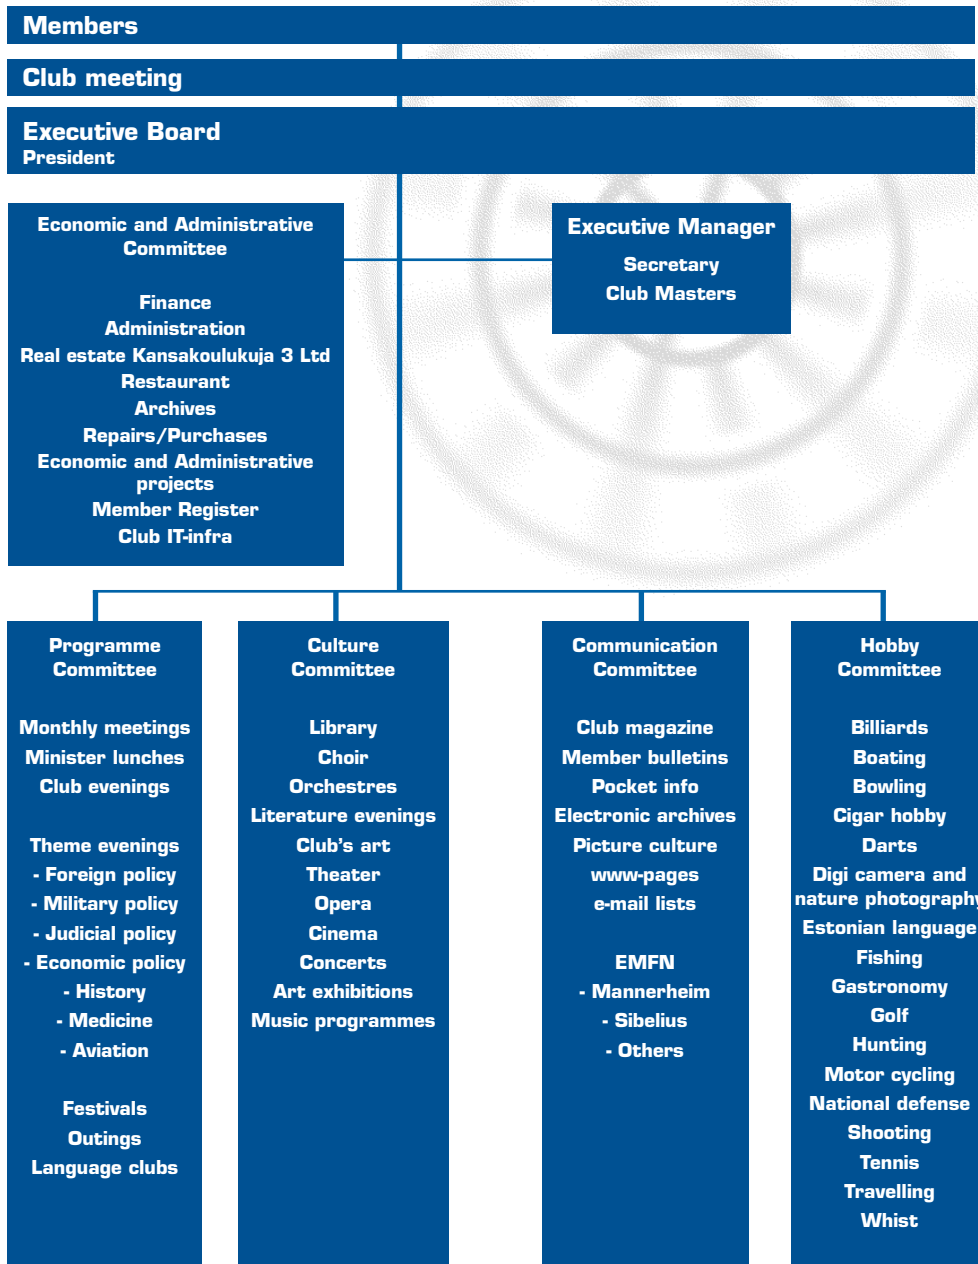 Members
Club meeting
Executive Board
President
Economic and Administrative
Committee
Finance
Administration
Real estate Kansakoulukuja 3 Ltd
Restaurant
Archives
Repairs/Purchases
Economic and Administrative
projects
Member Register
Club IT-infra
Executive Manager
Secretary
Club Masters
Programme
Committee
Monthly meetings
Minister lunches
Club evenings
Theme evenings
- Foreign policy
- Military policy
- Judicial policy
- Economic policy
- History
- Medicine
- Aviation
Festivals
Outings
Language clubs
Culture
Committee
Library
Choir
Orchestres
Literature evenings
Club's art
Theater
Opera
Cinema
Concerts
Art exhibitions
Music programmes
Communication
Committee
Club magazine
Member bulletins
Pocket info
Electronic archives
Picture culture
www-pages
e-mail lists
EMFN
- Mannerheim
- Sibelius
- Others
Hobby
Committee
Billiards
Boating
Bowling
Cigar hobby
Darts
Digi camera and
nature photography
Estonian language
Fishing
Gastronomy
Golf
Hunting
Motor cycling
National defense
Shooting
Tennis
Travelling
Whist